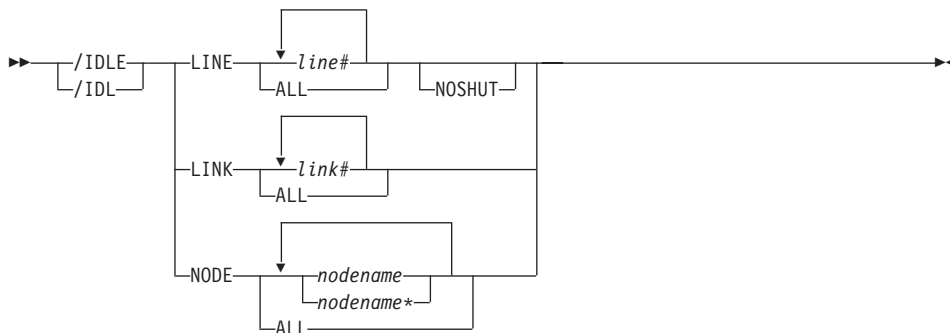 /IDLE LINE line#
/IDL ALL NOSHUT
LINK link#
ALL
NODE nodename
nodename*
ALL